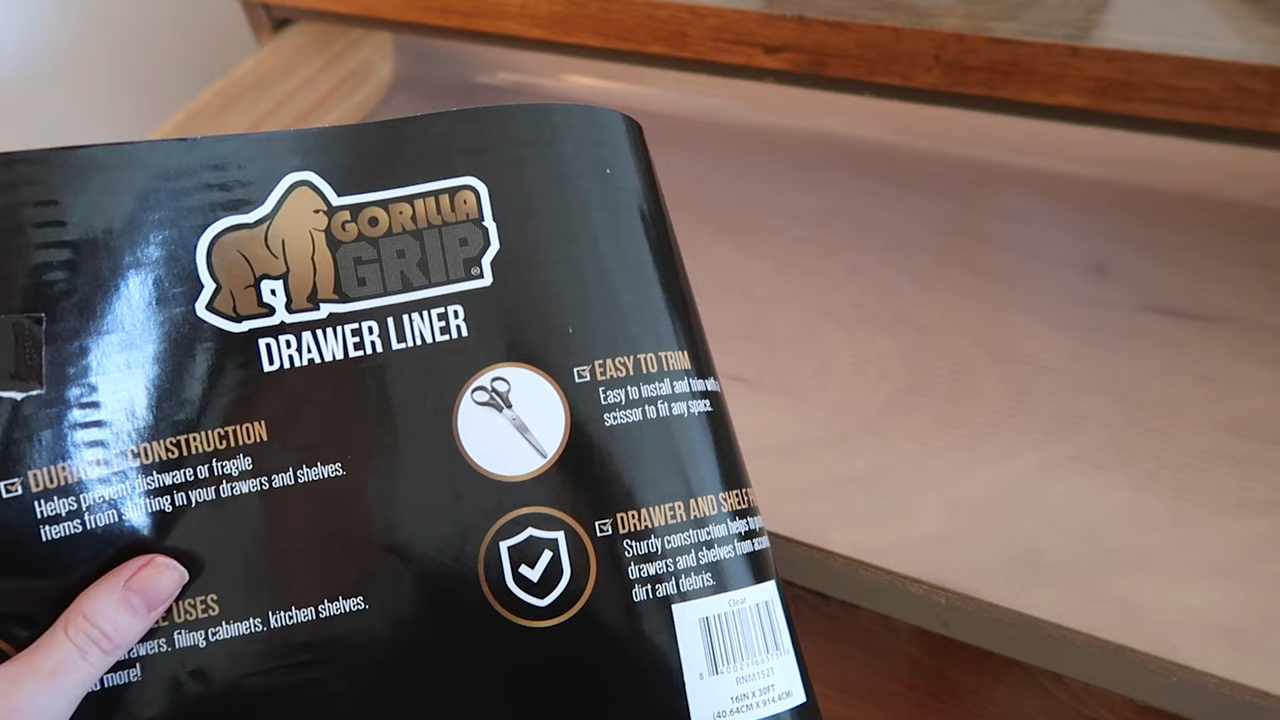 GORILLA
GRIP®
DRAWER LINER
EASY TO TRIM
Easy to install and trim with
scissor to fit any space.
CONSTRUCTION
Helps prevent dishware or fragile
items from shifting in your drawers and shelves.
DRAWER AND SHELF
Sturdy construction helps to
drawers and shelves from
dirt and debris.
USES
filing cabinets, kitchen shelves,
more!
Clear
RNM1521
16IN X 30FT
(40.64CM X 914.4CM)